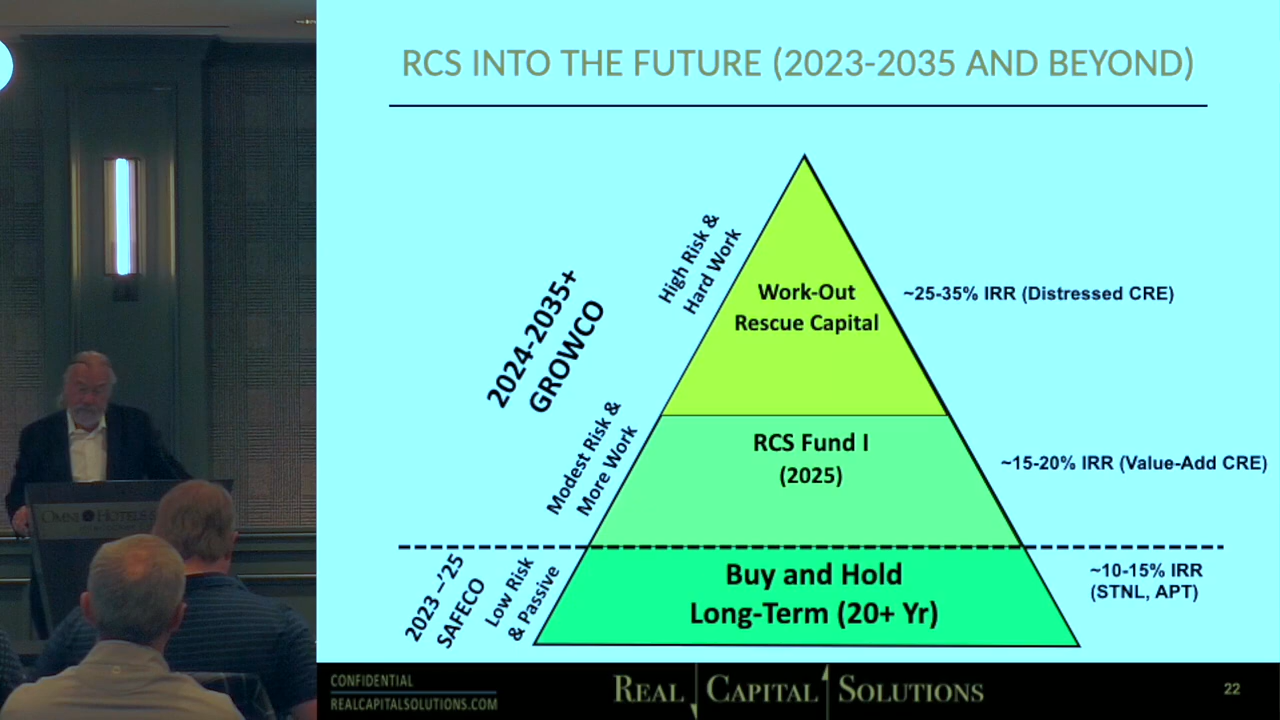 RCS INTO THE FUTURE (2023-2035 AND BEYOND)
High Risk &
Hard Work
Work-Out
Rescue Capital
~25-35% IRR (Distressed CRE)
2024-2035+
GROWCO
Modest Risk &
More Work
RCS Fund I
(2025)
~15-20% IRR (Value-Add CRE)
2023 –'25
SAFECO
Low Risk
& Passive
Buy and Hold
Long-Term (20+ Yr)
~10-15% IRR
(STNL, APT)
OMNI HOTELS
CONFIDENTIAL
REALCAPITALSOLUTIONS.COM
REAL CAPITAL SOLUTIONS
22